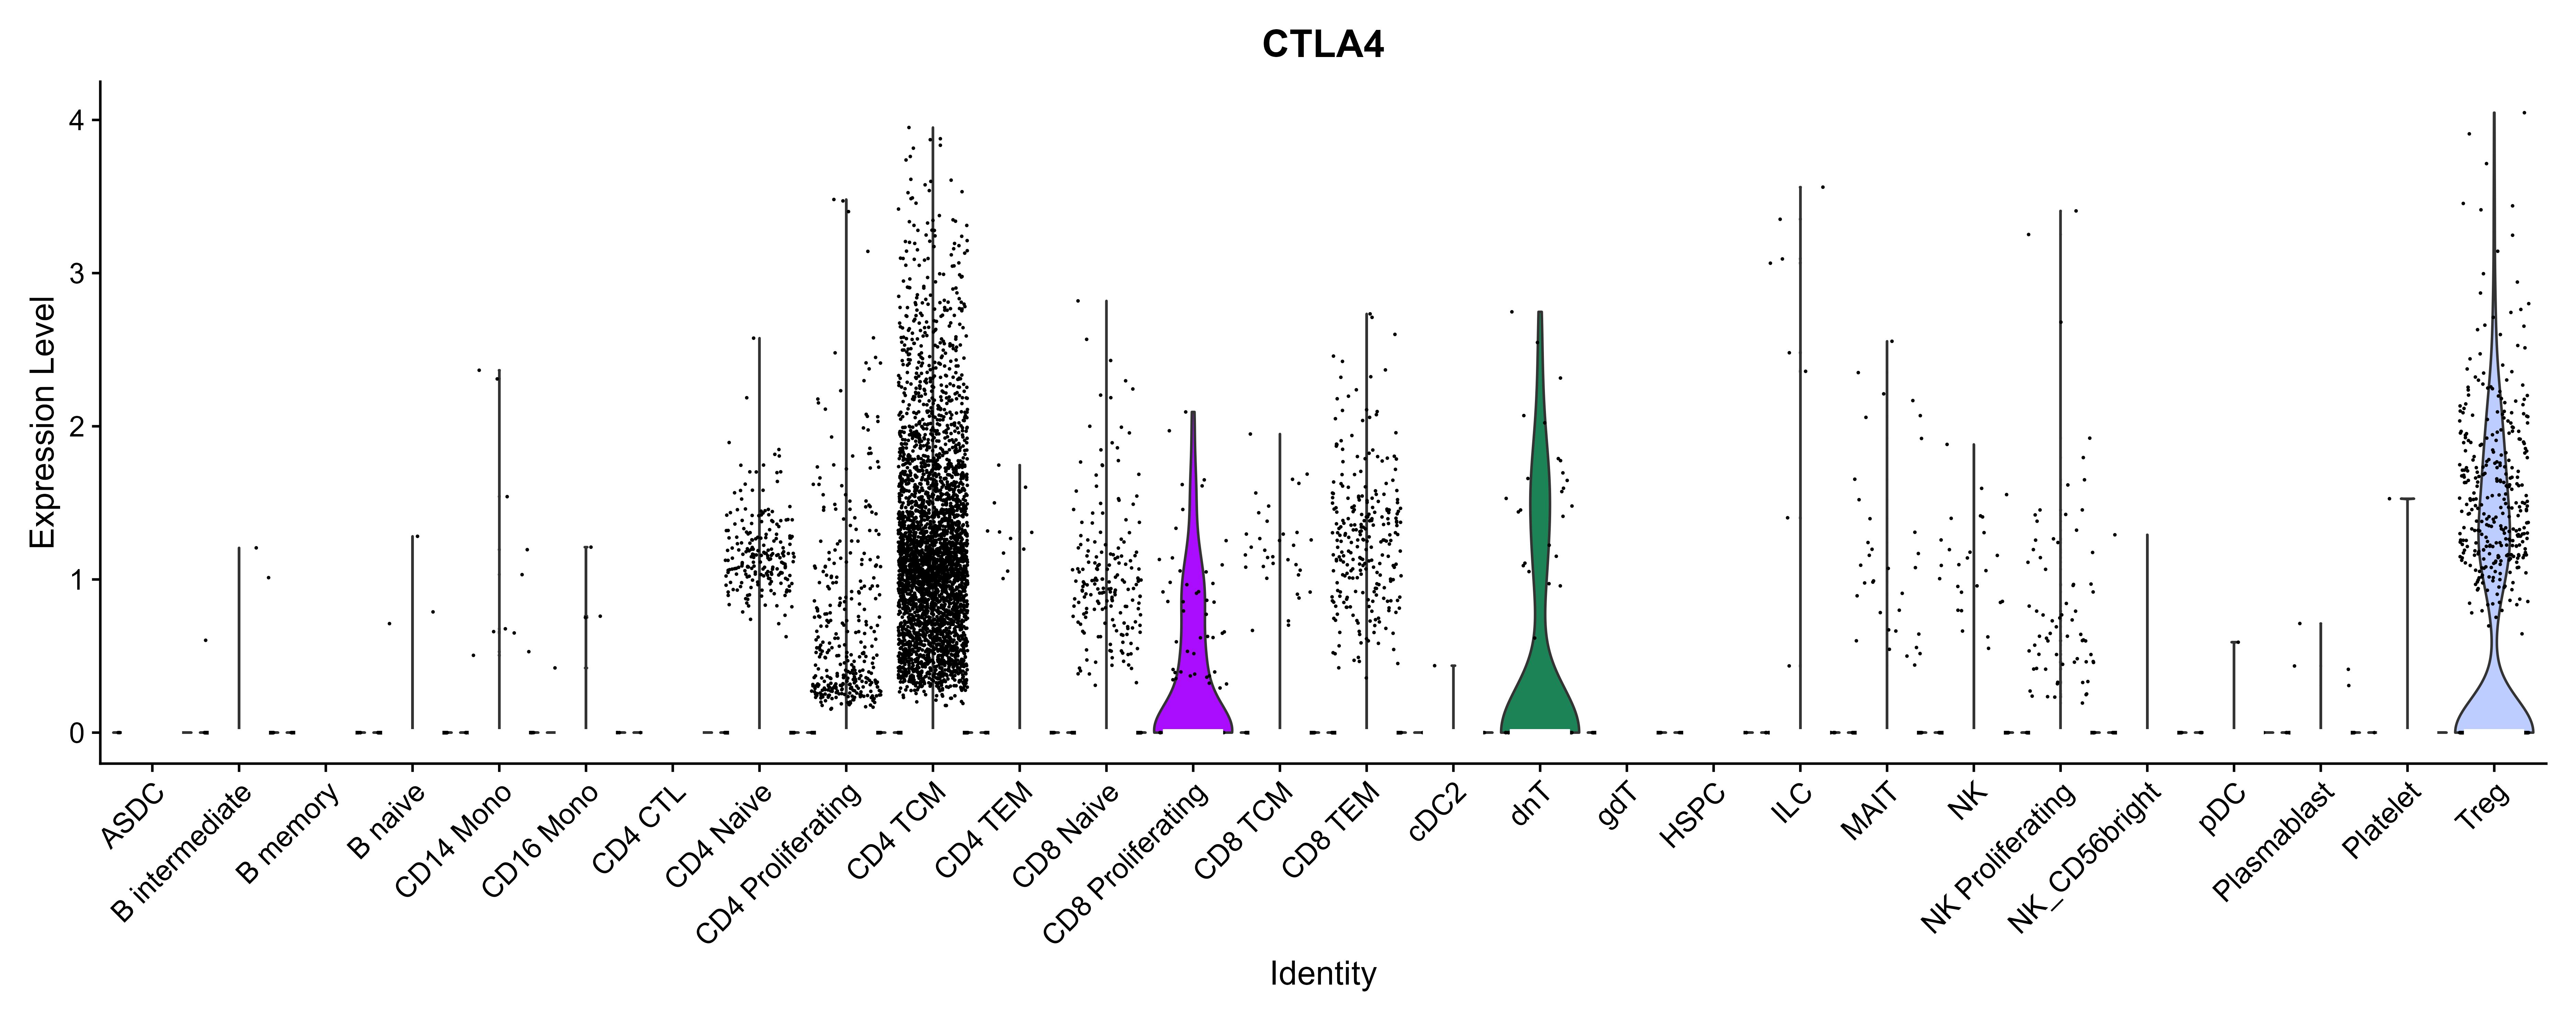 CTLA4
Expression Level
4
3
2
1
0
ASDC
B intermediate
B memory
B naive
CD14 Mono
CD16 Mono
CD4 CTL
CD4 Naive
CD4 Proliferating
CD4 TCM
CD4 TEM
CD8 Naive
CD8 Proliferating
CD8 TCM
CD8 TEM
cDC2
dnT
gdT
HSPC
ILC
MAIT
NK
NK Proliferating
NK_CD56bright
pDC
Plasmablast
Platelet
Treg
Identity